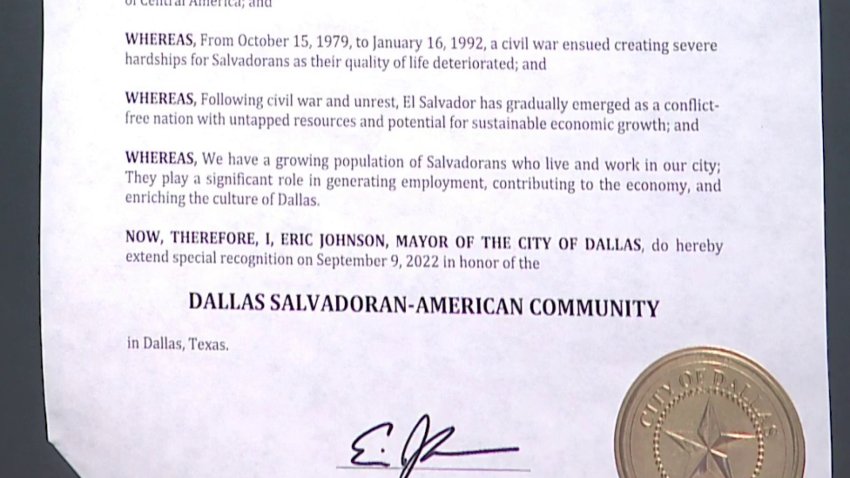 of Central America; and
WHEREAS, From October 15, 1979, to January 16, 1992, a civil war ensued creating severe
hardships for Salvadorans as their quality of life deteriorated; and
WHEREAS, Following civil war and unrest, El Salvador has gradually emerged as a conflict-
free nation with untapped resources and potential for sustainable economic growth; and
WHEREAS, We have a growing population of Salvadorans who live and work in our city;
They play a significant role in generating employment, contributing to the economy, and
enriching the culture of Dallas.
NOW, THEREFORE, I, ERIC JOHNSON, MAYOR OF THE CITY OF DALLAS, do hereby
extend special recognition on September 9, 2022 in honor of the
DALLAS SALVADORAN-AMERICAN COMMUNITY
in Dallas, Texas.
CITY OF DALLAS